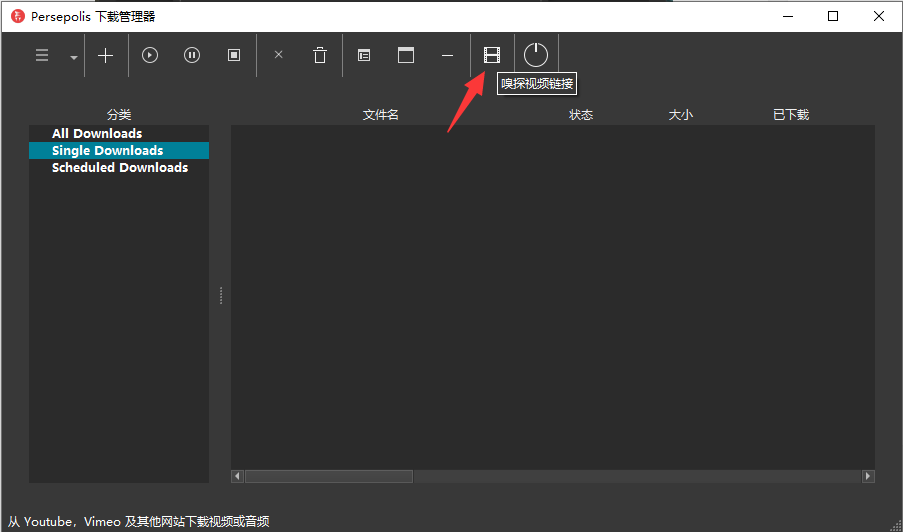 Persepolis 下载管理器
嗅探视频链接
分类 文件名 状态 大小 已下载
All Downloads
Single Downloads
Scheduled Downloads
从 Youtube，Vimeo 及其他网站下载视频或音频